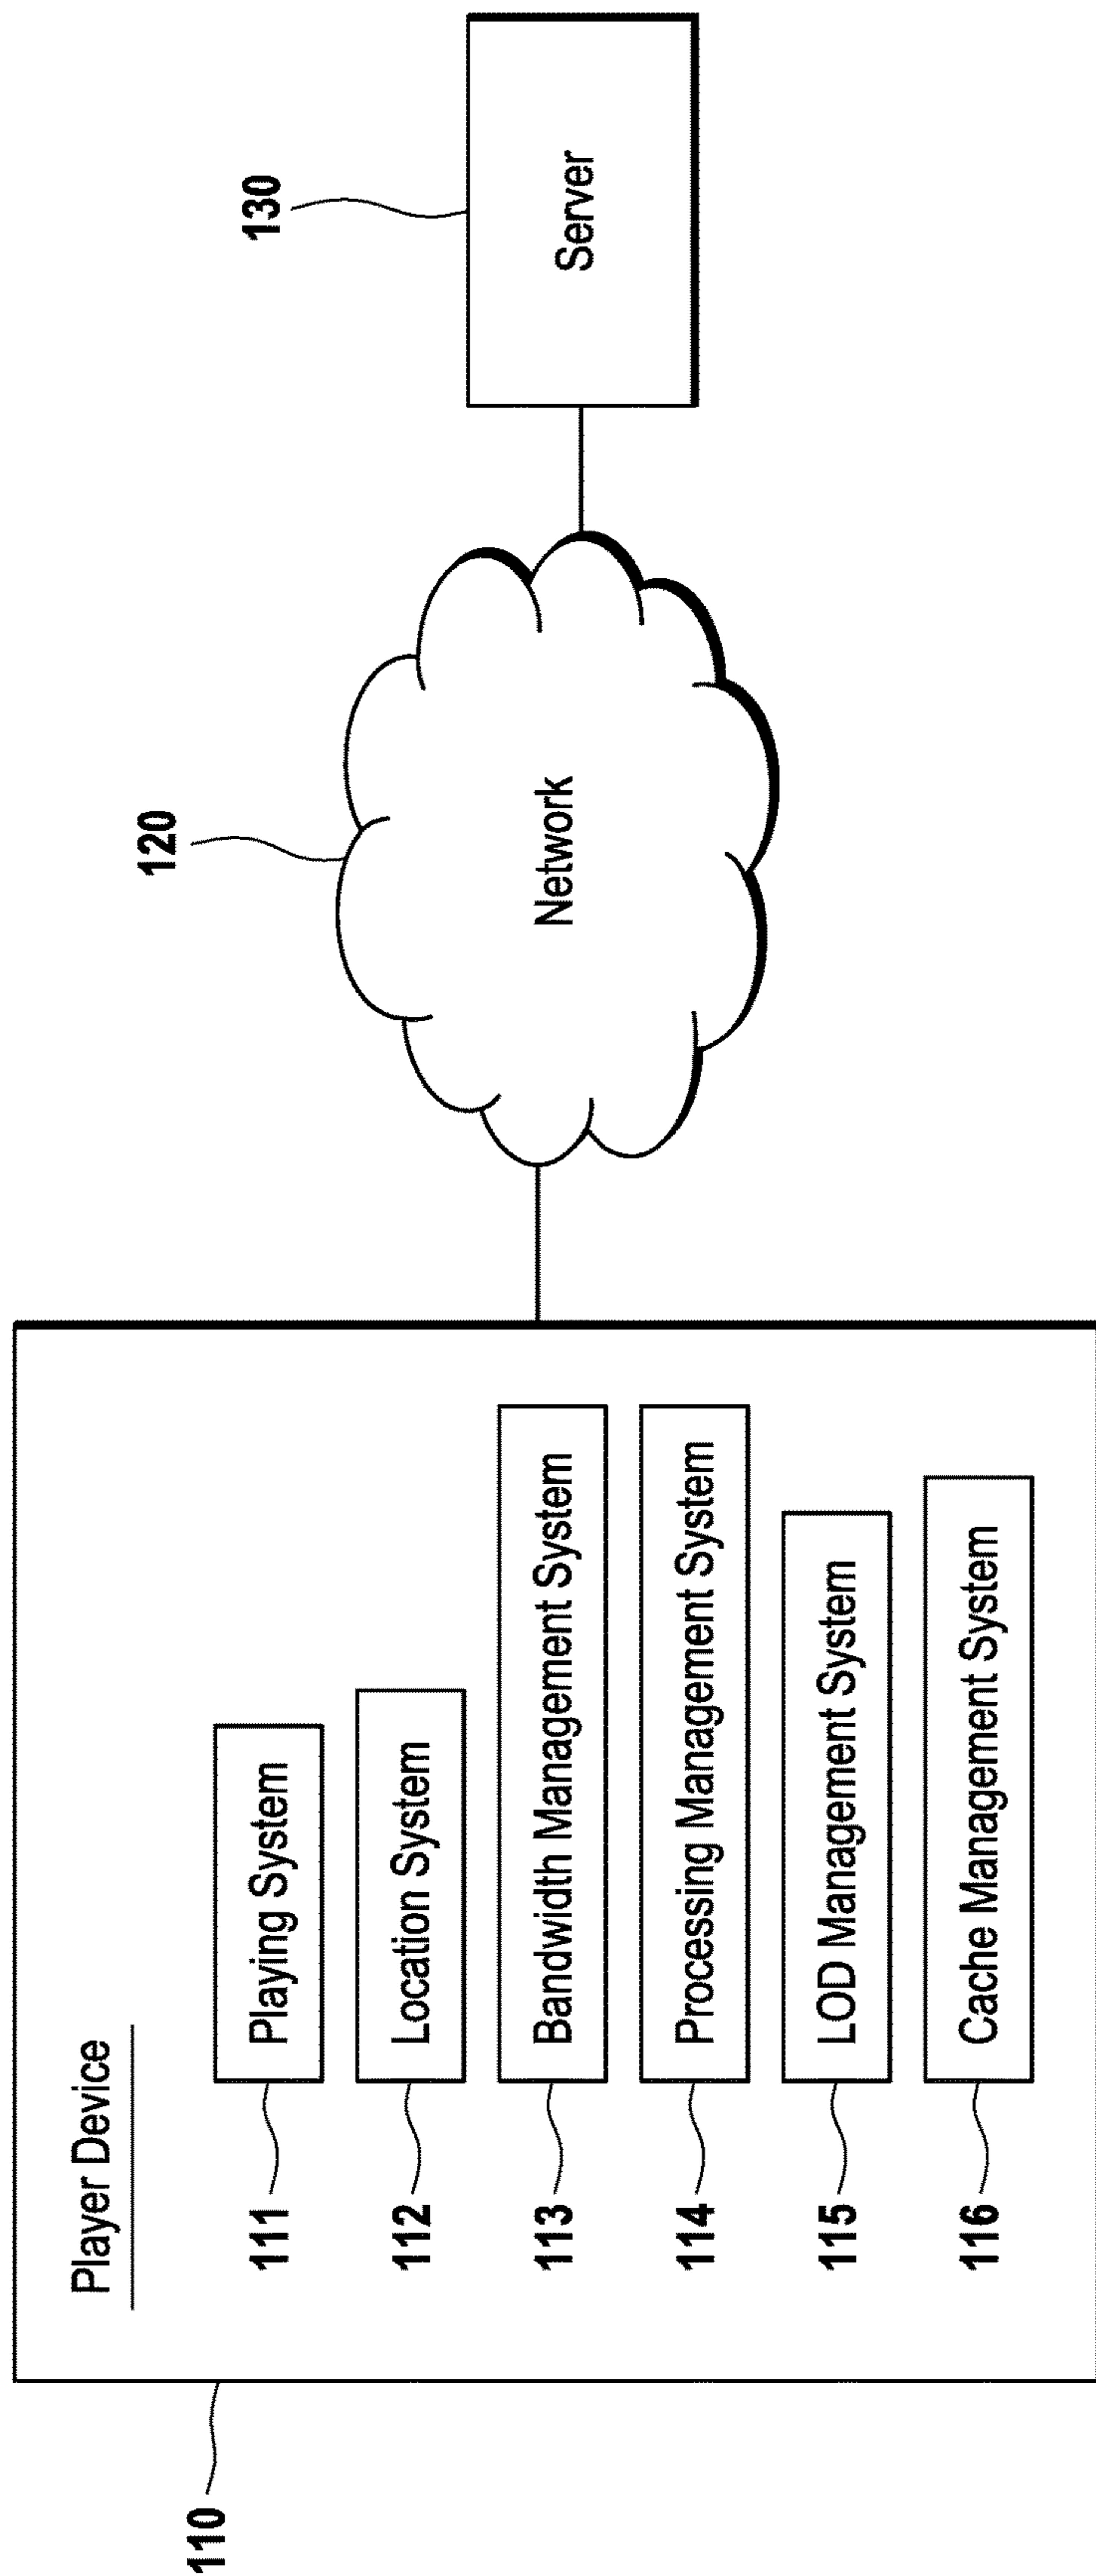 110
Player Device
111
Playing System
112
Location System
113
Bandwidth Management System
114
Processing Management System
115
LOD Management System
116
Cache Management System
120
Network
130
Server